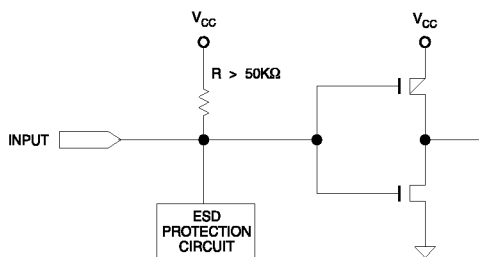 VCC
VCC
R > 50KΩ
INPUT
ESD
PROTECTION
CIRCUIT